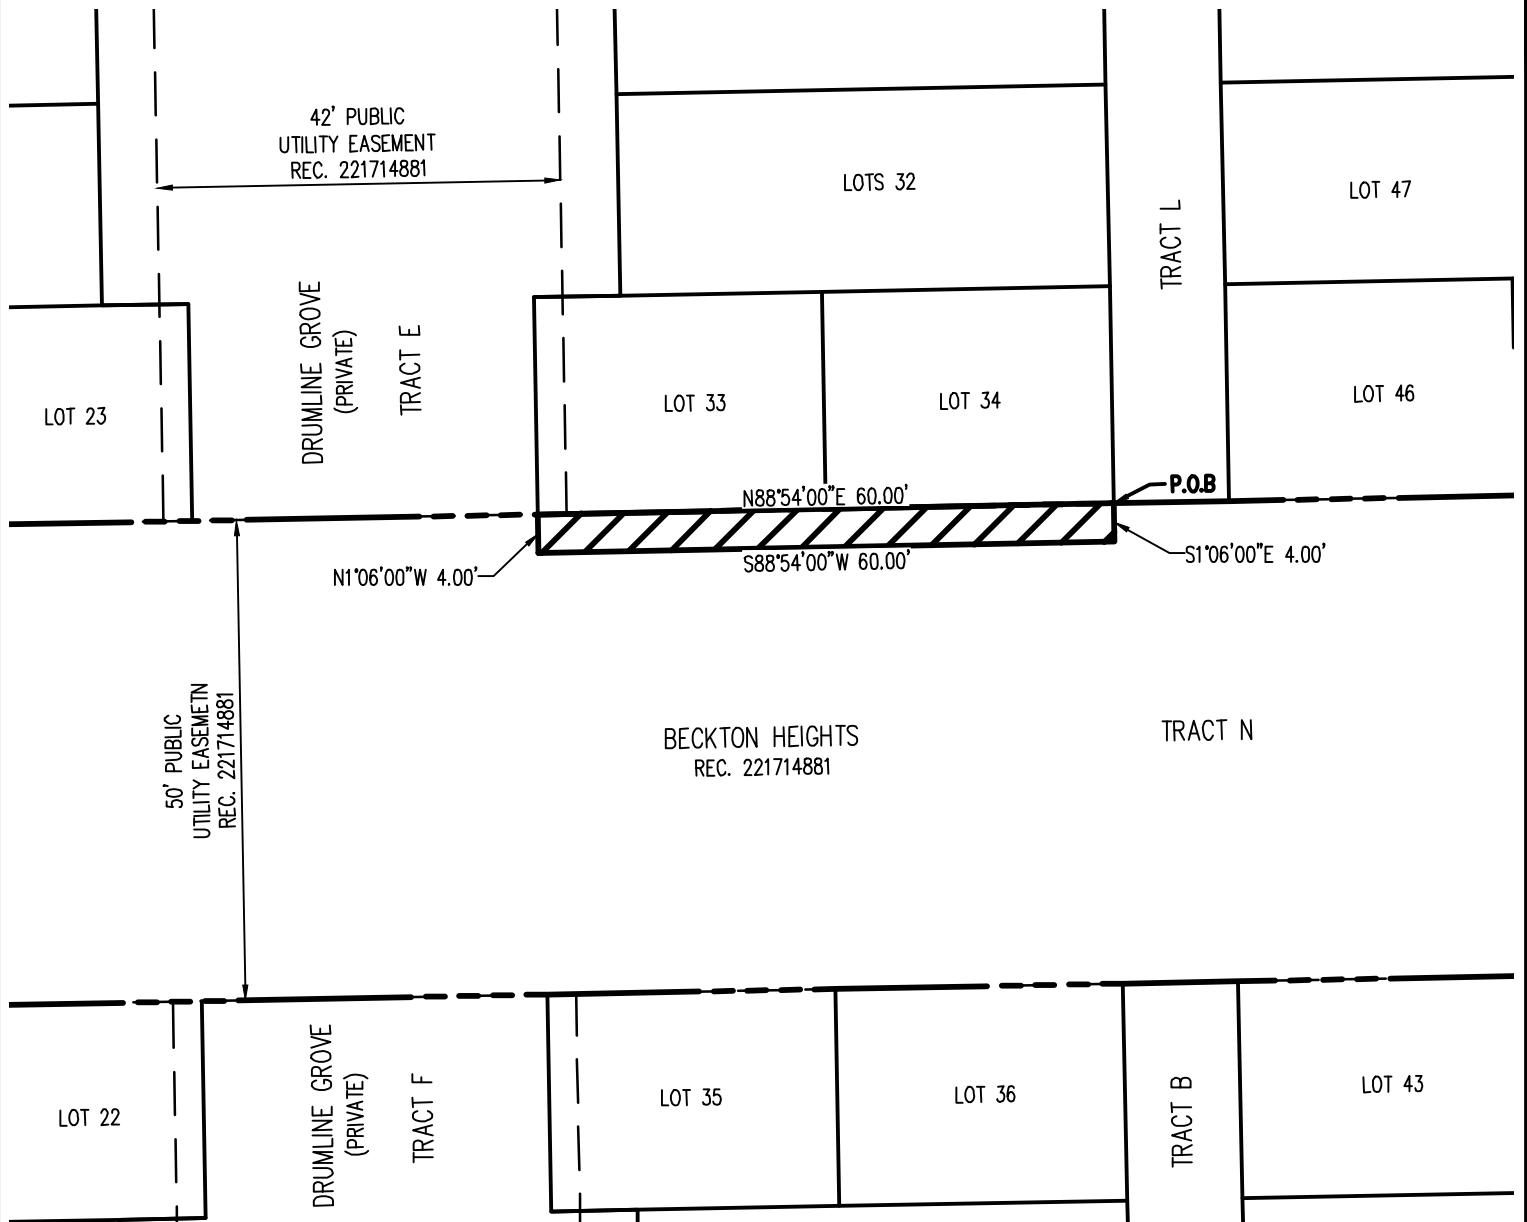 42' PUBLIC
UTILITY EASEMENT
REC. 221714881
LOTS 32
LOT 47
TRACT L
DRUMLINE GROVE
(PRIVATE)
TRACT E
LOT 23
LOT 33
LOT 34
LOT 46
N88°54'00"E 60.00'
P.O.B
S88°54'00"W 60.00'
N1°06'00"W 4.00'
S1°06'00"E 4.00'
50' PUBLIC
UTILITY EASEMETN
REC. 221714881
BECKTON HEIGHTS
REC. 221714881
TRACT N
LOT 22
DRUMLINE GROVE
(PRIVATE)
TRACT F
LOT 35
LOT 36
TRACT B
LOT 43